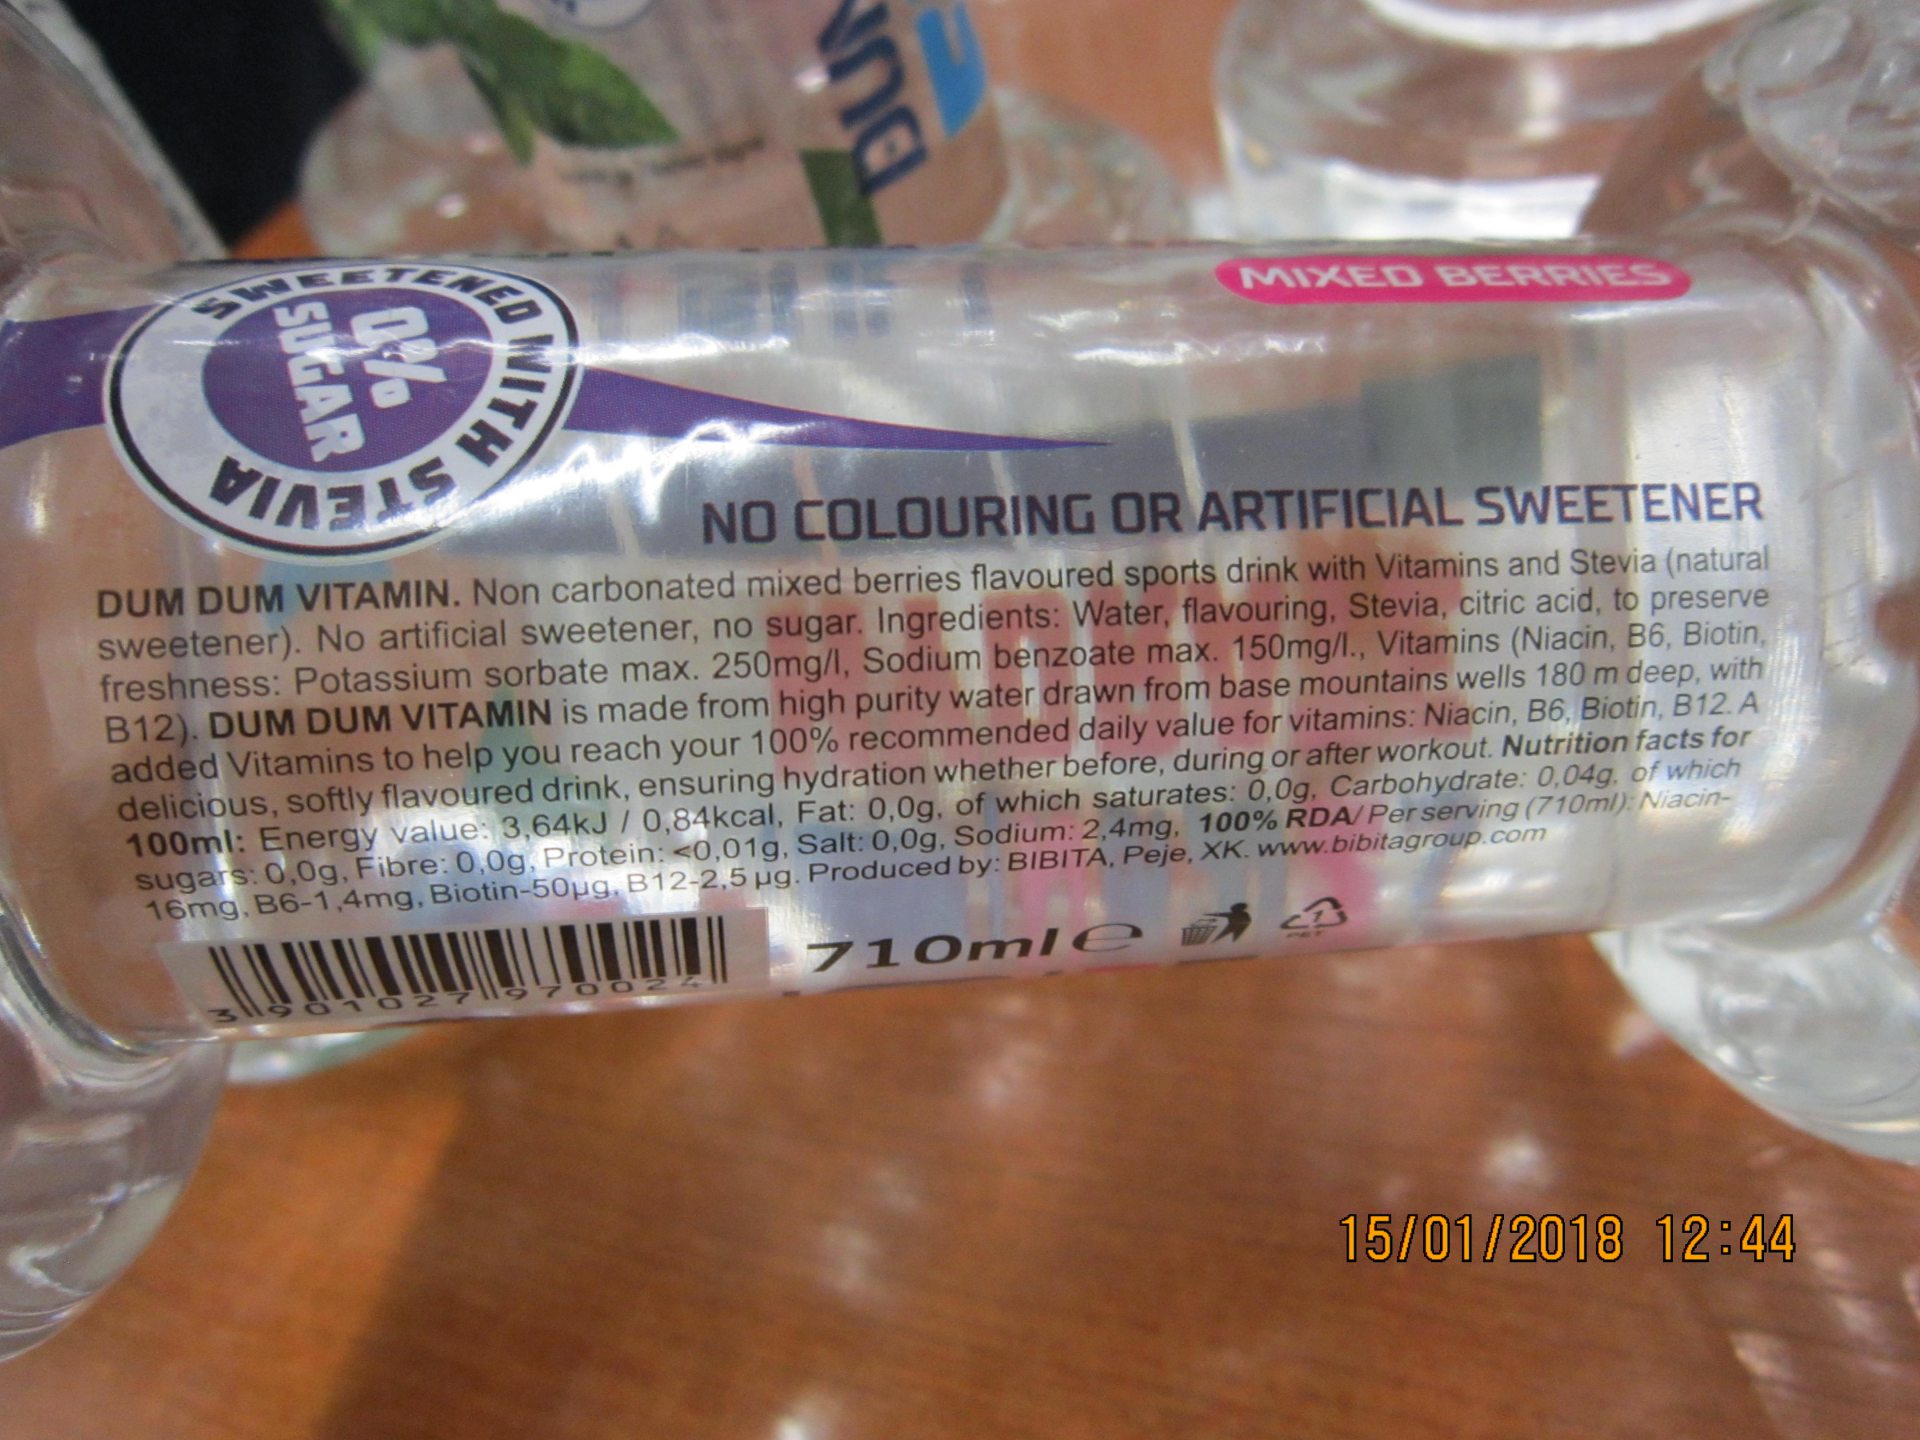 BUN
MIXED BERRIES
SWEETENED WITH STEVIA
0%
SUGAR
NO COLOURING OR ARTIFICIAL SWEETENER
DUM DUM VITAMIN. Non carbonated mixed berries flavoured sports drink with Vitamins and Stevia (natural
sweetener). No artificial sweetener, no sugar. Ingredients: Water, flavouring, Stevia, citric acid, to preserve
freshness: Potassium sorbate max. 250mg/l, Sodium benzoate max. 150mg/l., Vitamins (Niacin, B6, Biotin,
B12). DUM DUM VITAMIN is made from high purity water drawn from base mountains wells 180 m deep, with
added Vitamins to help you reach your 100% recommended daily value for vitamins: Niacin, B6, Biotin, B12. A
delicious, softly flavoured drink, ensuring hydration whether before, during or after workout. Nutrition facts for
100ml: Energy value: 3,64kJ / 0,84kcal, Fat: 0,0g, of which saturates: 0,0g, Carbohydrate: 0,04g, of which
sugars: 0,0g, Fibre: 0,0g, Protein: <0,01g, Salt: 0,0g, Sodium: 2,4mg, 100% RDA/ Per serving (710ml): Niacin-
16mg, B6-1,4mg, Biotin-50µg, B12-2,5 µg. Produced by: BIBITA, Peje, XK. www.bibitagroup.com
3 901027 970024
710ml e
1
PET
15/01/2018 12:44